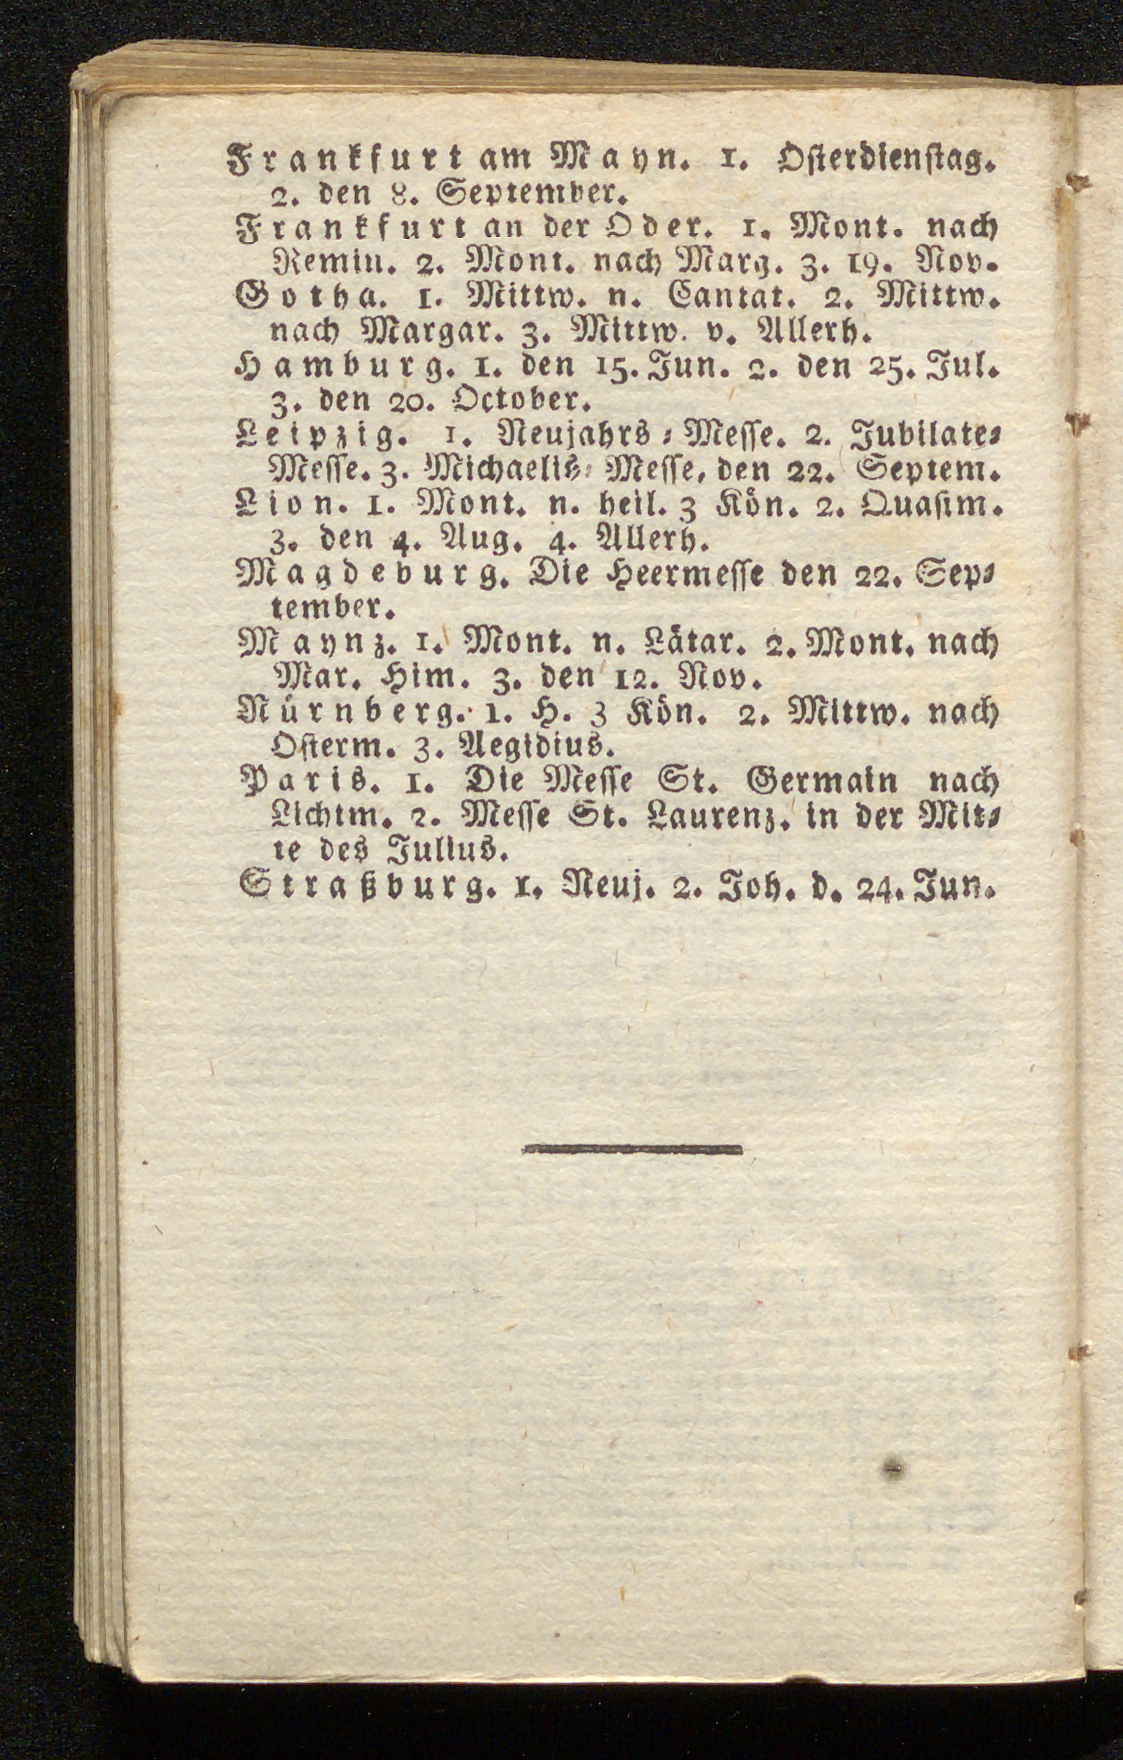 Frankfurt am Mayn. 1. Osterdienstag.
2. den 8. September.
Frankfurt an der Oder. 1. Mont. nach
Remin. 2. Mont. nach Marg. 3. 19. Nov.
Gotha. 1. Mittw. n. Cantat. 2. Mittw.
nach Margar. 3. Mittw. v. Allerh.
Hamburg. 1. den 15. Jun. 2. den 25. Jul.
3. den 20. October.
Leipzig. 1. Neujahrs-Messe. 2. Jubilate-
Messe. 3. Michaelis-Messe, den 22. Septem.
Lion. 1. Mont. n. heil. 3 Kön. 2. Quasim.
3. den 4. Aug. 4. Allerh.
Magdeburg. Die Heermesse den 22. Sep-
tember.
Maynz. 1. Mont. n. Lätar. 2. Mont. nach
Mar. Him. 3. den 12. Nov.
Nürnberg. 1. H. 3 Kön. 2. Mittw. nach
Osterm. 3. Aegidius.
Paris. 1. Die Messe St. Germain nach
Lichtm. 2. Messe St. Laurenz. in der Mit-
te des Julius.
Straßburg. 1. Neuj. 2. Joh. d. 24. Jun.